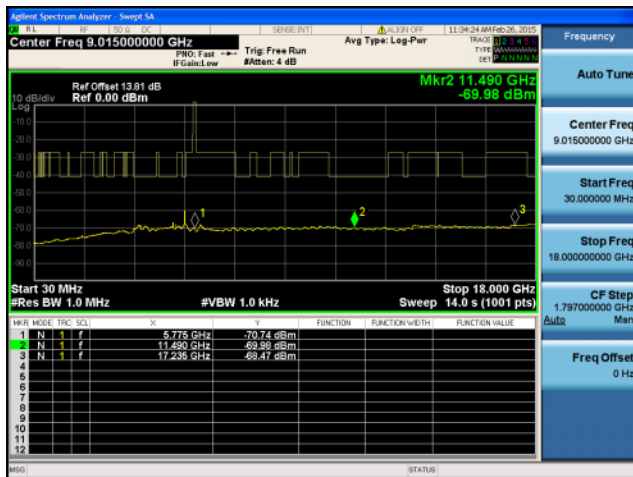 Agilent Spectrum Analyzer - Swept SA
RL RF 50 Ω DC SENSE:INT ALIGN OFF 11:34:24 AM Feb 26, 2015
Center Freq 9.015000000 GHz Avg Type: Log-Pwr TRACE 1 2 3 4 5 6
PNO: Fast Trig: Free Run TYPE
IFGain:Low #Atten: 4 dB DET P N N N N N
Frequency
Auto Tune
Mkr2 11.490 GHz
-69.98 dBm
Ref Offset 13.81 dB
10 dB/div Ref 0.00 dBm
Log
-10.0
-20.0
-30.0
-40.0
-50.0
-60.0
-70.0
-80.0
-90.0
1
2
3
Center Freq
9.015000000 GHz
Start Freq
30.000000 MHz
Stop Freq
18.000000000 GHz
Start 30 MHz Stop 18.000 GHz
#Res BW 1.0 MHz #VBW 1.0 kHz Sweep 14.0 s (1001 pts)
CF Step
1.797000000 GHz
Auto Man
MKR MODE TRC SCL X Y FUNCTION FUNCTION WIDTH FUNCTION VALUE
1 N 1 f 5.775 GHz -70.74 dBm
2 N 1 f 11.490 GHz -69.98 dBm
3 N 1 f 17.235 GHz -68.47 dBm
4
5
6
7
8
9
10
11
12
Freq Offset
0 Hz
MSG STATUS